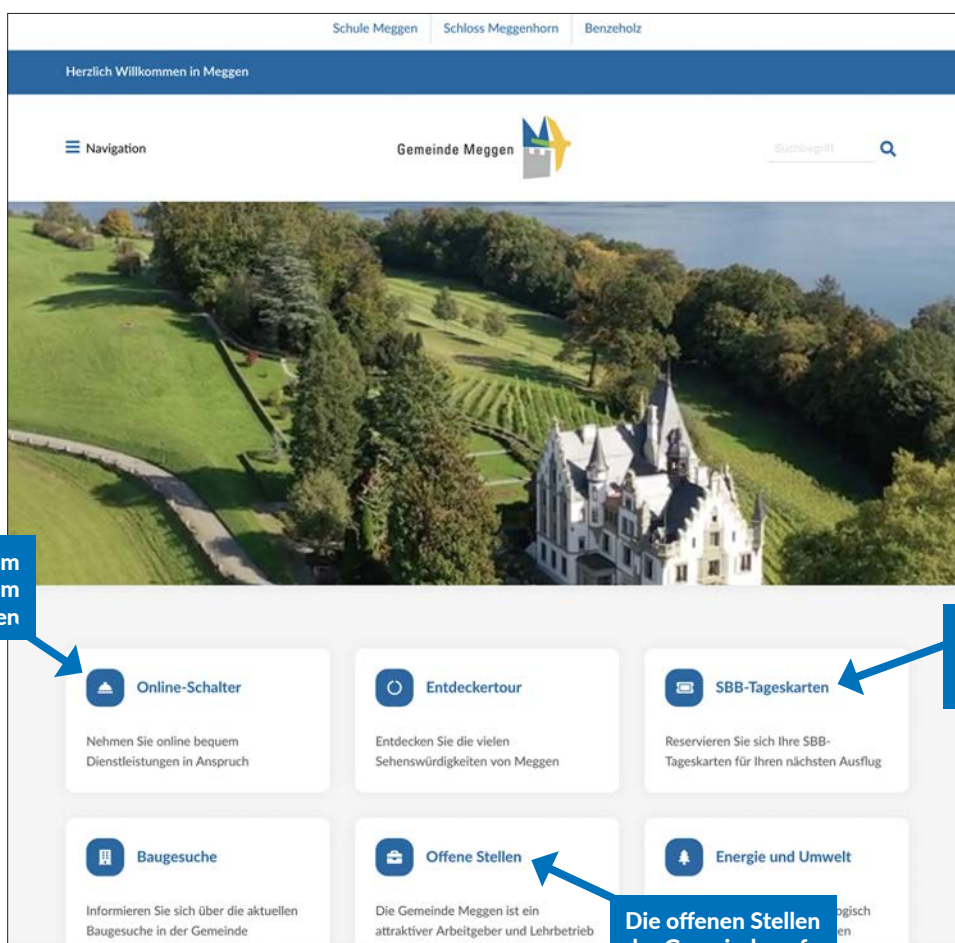 Schule Meggen
Schloss Meggenhorn
Benzeholz
Herzlich Willkommen in Meggen
Navigation
Gemeinde Meggen
Suchbegriff
Online-Schalter
Nehmen Sie online bequem
Dienstleistungen in Anspruch
Entdeckertour
Entdecken Sie die vielen
Sehenswürdigkeiten von Meggen
SBB-Tageskarten
Reservieren Sie sich Ihre SBB-
Tageskarten für Ihren nächsten Ausflug
Baugesuche
Informieren Sie sich über die aktuellen
Baugesuche in der Gemeinde
Offene Stellen
Die Gemeinde Meggen ist ein
attraktiver Arbeitgeber und Lehrbetrieb
Energie und Umwelt
Die offenen Stellen